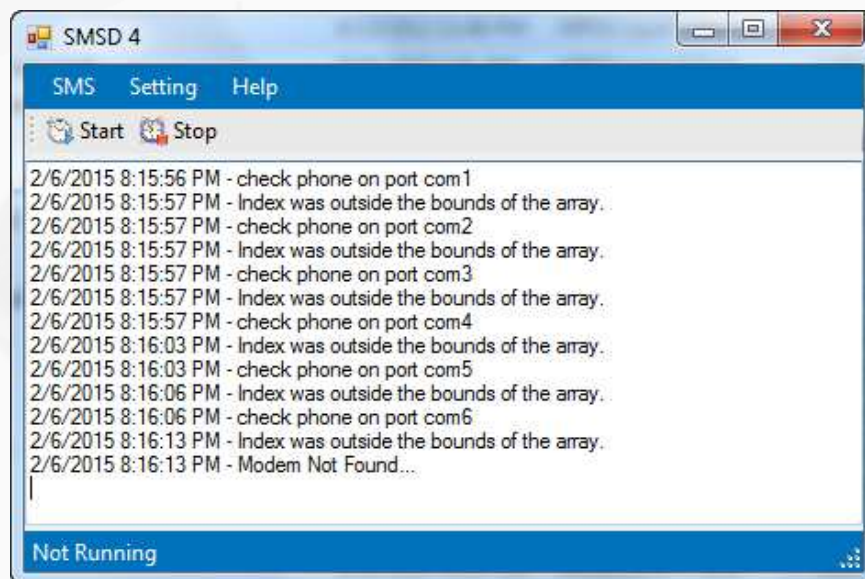 SMSD 4
SMS Setting Help
Start Stop
2/6/2015 8:15:56 PM - check phone on port com1
2/6/2015 8:15:57 PM - Index was outside the bounds of the array.
2/6/2015 8:15:57 PM - check phone on port com2
2/6/2015 8:15:57 PM - Index was outside the bounds of the array.
2/6/2015 8:15:57 PM - check phone on port com3
2/6/2015 8:15:57 PM - Index was outside the bounds of the array.
2/6/2015 8:15:57 PM - check phone on port com4
2/6/2015 8:16:03 PM - Index was outside the bounds of the array.
2/6/2015 8:16:03 PM - check phone on port com5
2/6/2015 8:16:06 PM - Index was outside the bounds of the array.
2/6/2015 8:16:06 PM - check phone on port com6
2/6/2015 8:16:13 PM - Index was outside the bounds of the array.
2/6/2015 8:16:13 PM - Modem Not Found...
Not Running